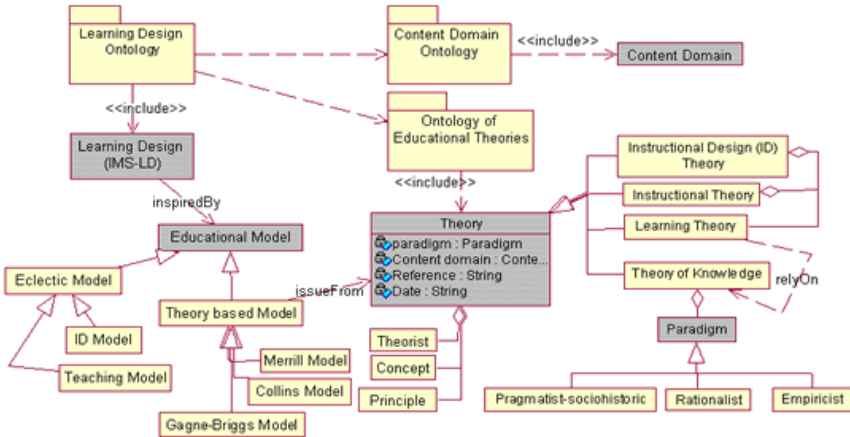 Learning Design
Ontology
Content Domain
Ontology
<<include>>
Content Domain
<<include>>
Ontology of
Educational Theories
Learning Design
(IMS-LD)
<<include>>
Instructional Design (ID)
Theory
Instructional Theory
Learning Theory
Theory of Knowledge
relyOn
inspiredBy
Educational Model
Theory
paradigm : Paradigm
Content domain : Conte...
Reference : String
Date : String
Eclectic Model
issueFrom
Theory based Model
Paradigm
ID Model
Theorist
Merrill Model
Concept
Teaching Model
Collins Model
Principle
Pragmatist-sociohistoric
Rationalist
Empiricist
Gagne-Briggs Model